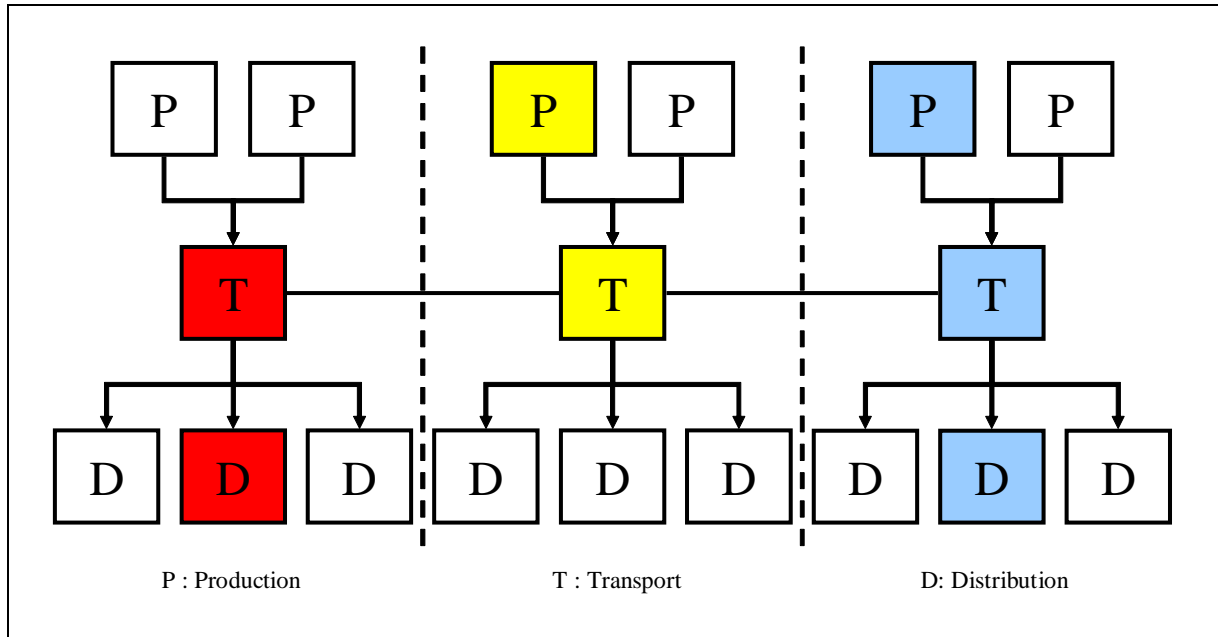 P P P P P P
T T T
D D D D D D D D D
P : Production T : Transport D: Distribution